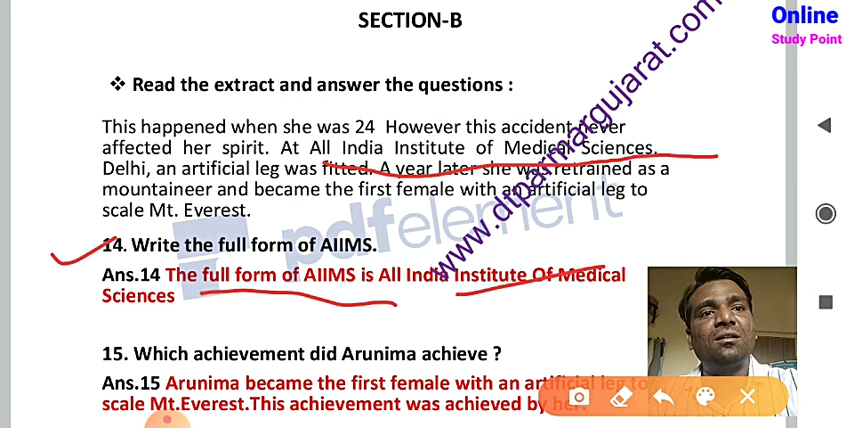 SECTION-B
Online
Study Point
❖ Read the extract and answer the questions :
This happened when she was 24 However this accident never
affected her spirit. At All India Institute of Medical Sciences.
Delhi, an artificial leg was fitted. A year later she was retrained as a
mountaineer and became the first female with an artificial leg to
scale Mt. Everest.
14. Write the full form of AIIMS.
Ans.14 The full form of AIIMS is All India Institute Of Medical
Sciences
15. Which achievement did Arunima achieve ?
Ans.15 Arunima became the first female with an artificial leg to
scale Mt.Everest.This achievement was achieved by her.
www.dtparmargujarat.com
pdfelement